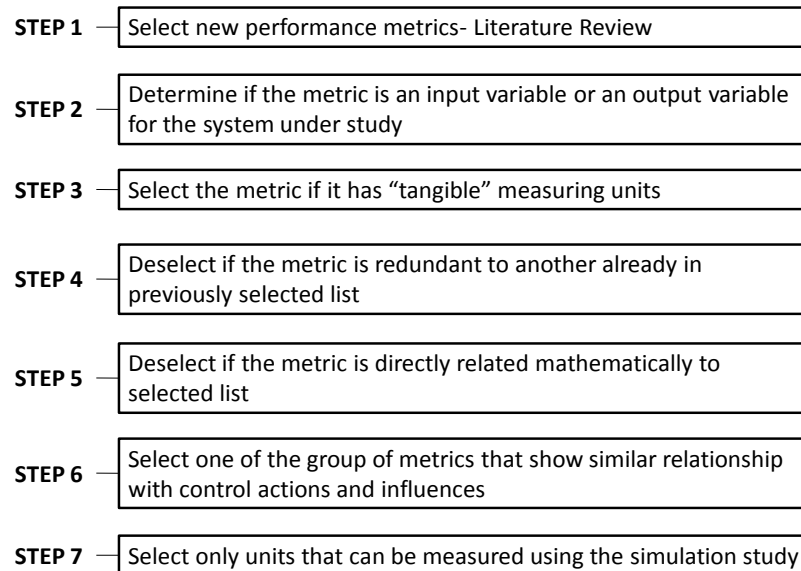 STEP 1 Select new performance metrics- Literature Review
STEP 2 Determine if the metric is an input variable or an output variable
for the system under study
STEP 3 Select the metric if it has “tangible” measuring units
STEP 4 Deselect if the metric is redundant to another already in
previously selected list
STEP 5 Deselect if the metric is directly related mathematically to
selected list
STEP 6 Select one of the group of metrics that show similar relationship
with control actions and influences
STEP 7 Select only units that can be measured using the simulation study